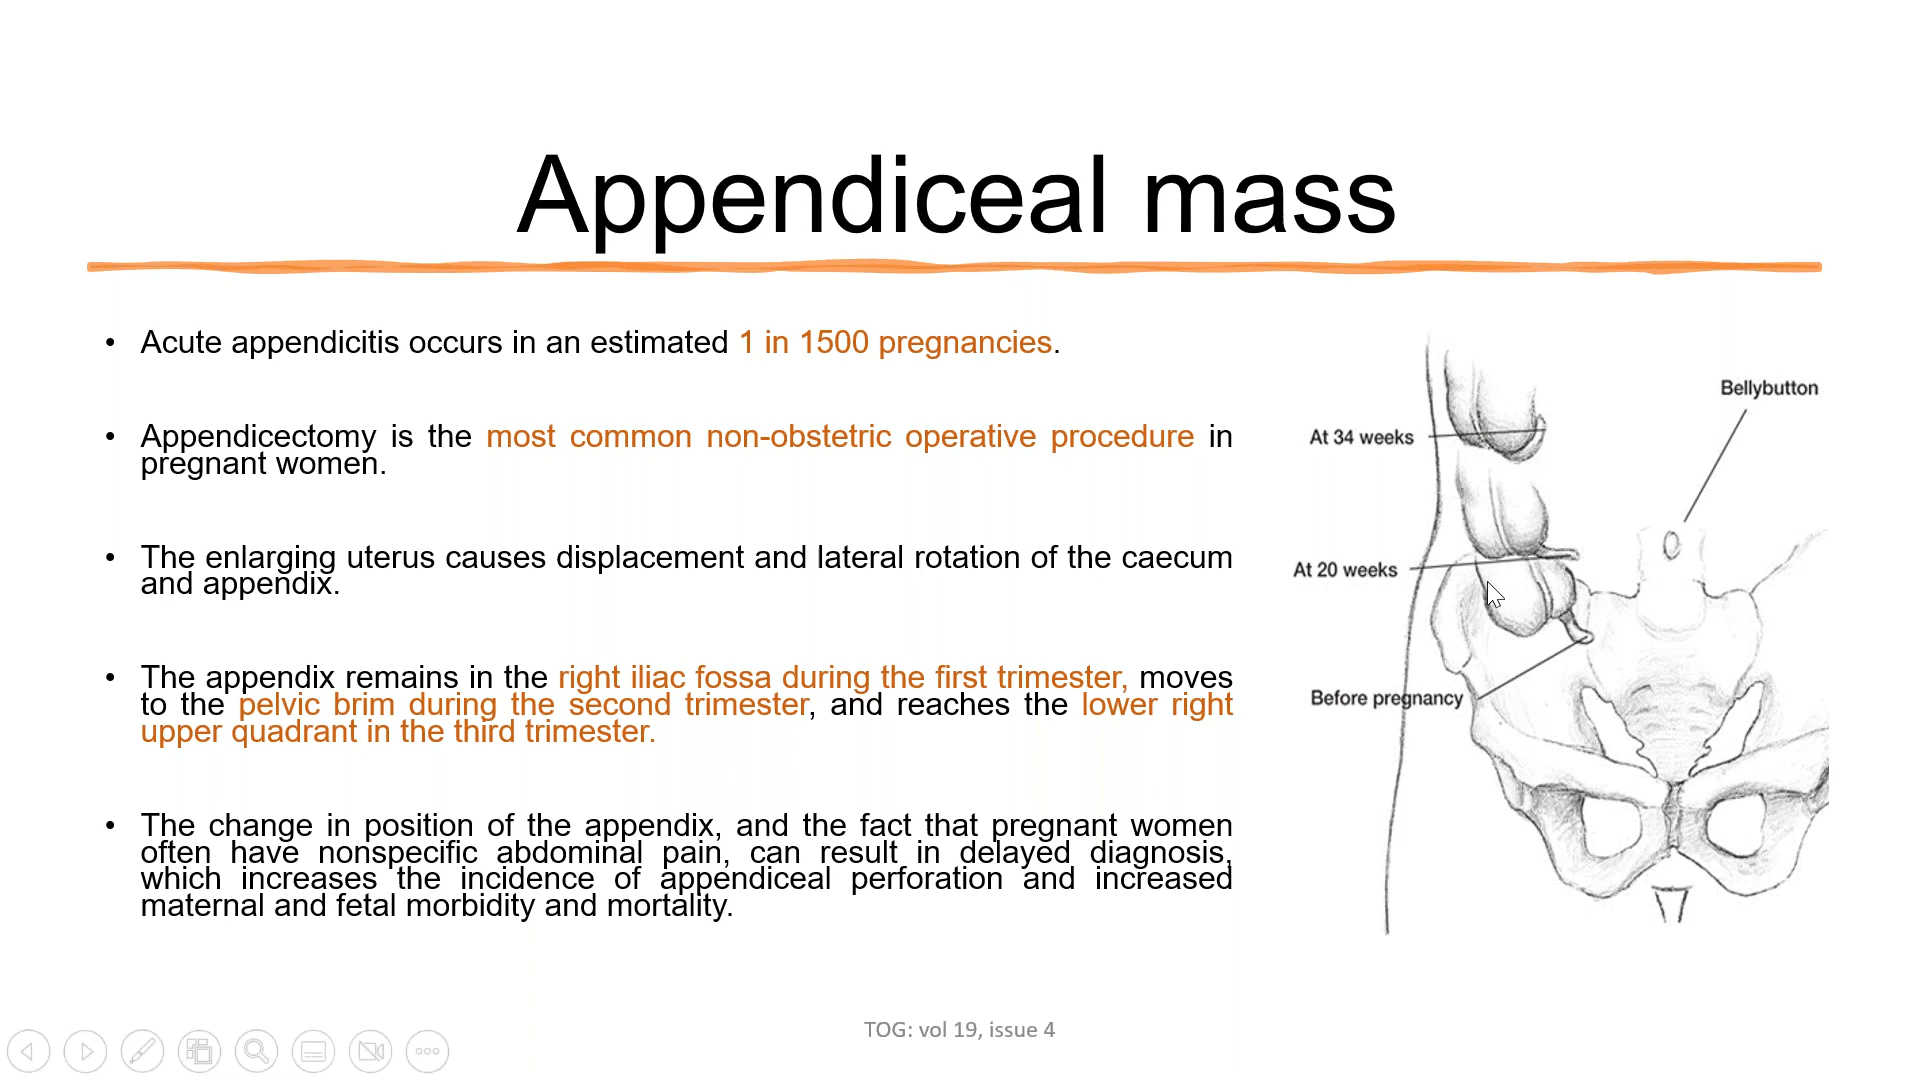 Appendiceal mass
• Acute appendicitis occurs in an estimated 1 in 1500 pregnancies.
• Appendicectomy is the most common non-obstetric operative procedure in
pregnant women.
• The enlarging uterus causes displacement and lateral rotation of the caecum
and appendix.
• The appendix remains in the right iliac fossa during the first trimester, moves
to the pelvic brim during the second trimester, and reaches the lower right
upper quadrant in the third trimester.
• The change in position of the appendix, and the fact that pregnant women
often have nonspecific abdominal pain, can result in delayed diagnosis,
which increases the incidence of appendiceal perforation and increased
maternal and fetal morbidity and mortality.
Bellybutton
At 34 weeks
At 20 weeks
Before pregnancy
TOG: vol 19, issue 4